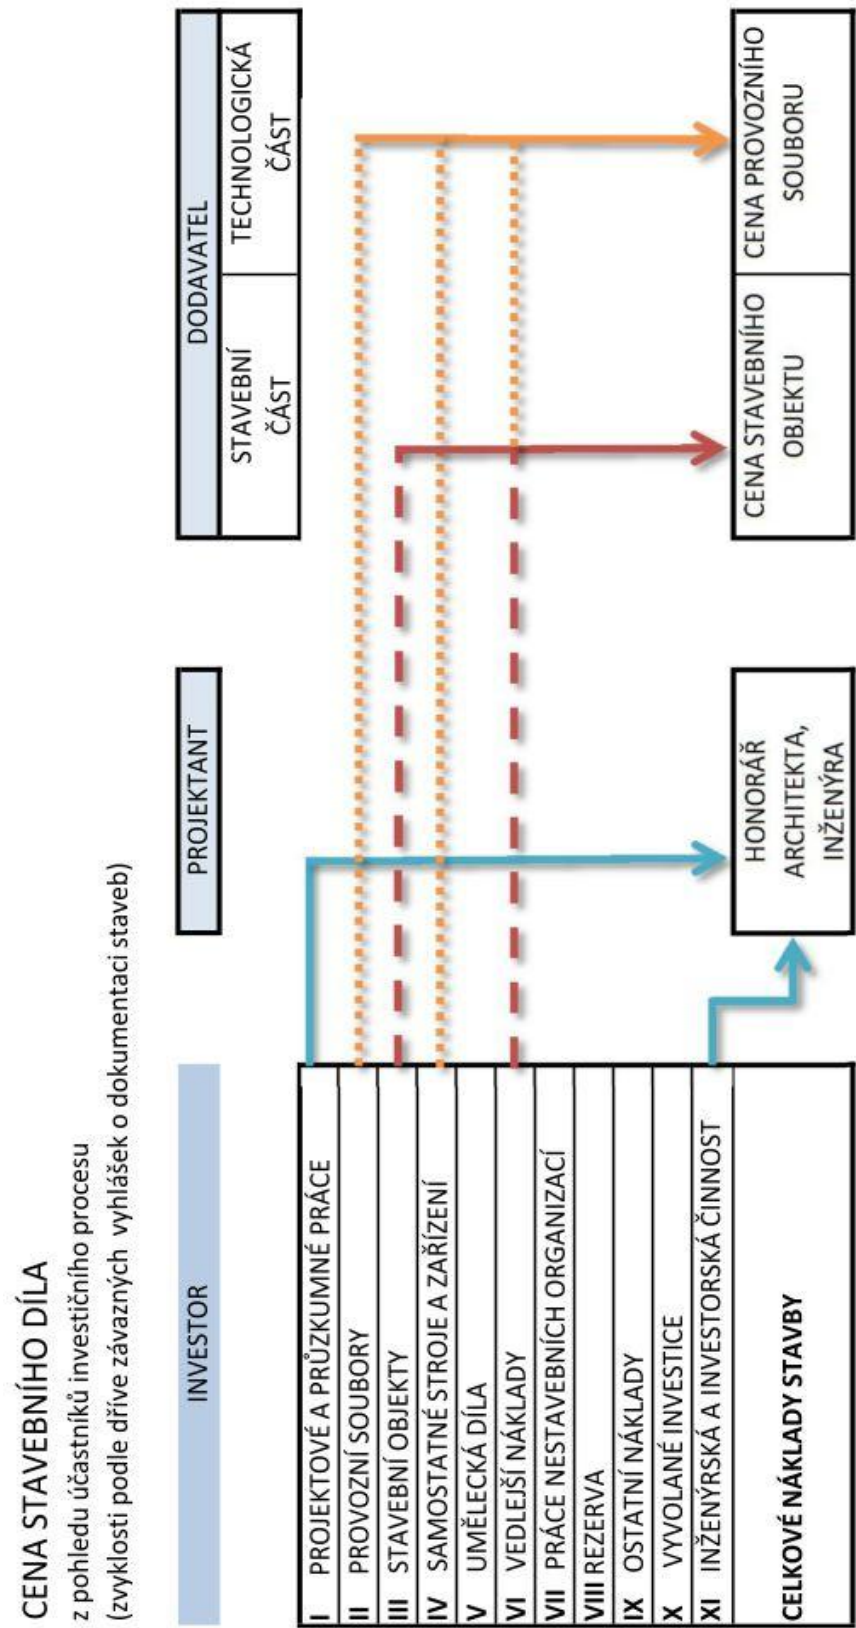 CENA STAVEBNÍHO DÍLA
z pohledu účastníků investičního procesu
(zvyklosti podle dříve závazných vyhlášek o dokumentaci staveb)
INVESTOR
PROJEKTANT
DODAVATEL
STAVEBNÍ
ČÁST
TECHNOLOGICKÁ
ČÁST
I PROJEKTOVÉ A PRŮZKUMNÉ PRÁCE
II PROVOZNÍ SOUBORY
III STAVEBNÍ OBJEKTY
IV SAMOSTATNÉ STROJE A ZAŘÍZENÍ
V UMĚLECKÁ DÍLA
VI VEDLEJŠÍ NÁKLADY
VII PRÁCE NESTAVEBNÍCH ORGANIZACÍ
VIII REZERVA
IX OSTATNÍ NÁKLADY
X VYVOLANÉ INVESTICE
XI INŽENÝRSKÁ A INVESTORSKÁ ČINNOST
CELKOVÉ NÁKLADY STAVBY
HONORÁŘ
ARCHITEKTA,
INŽENÝRA
CENA STAVEBNÍHO
OBJEKTU
CENA PROVOZNÍHO
SOUBORU